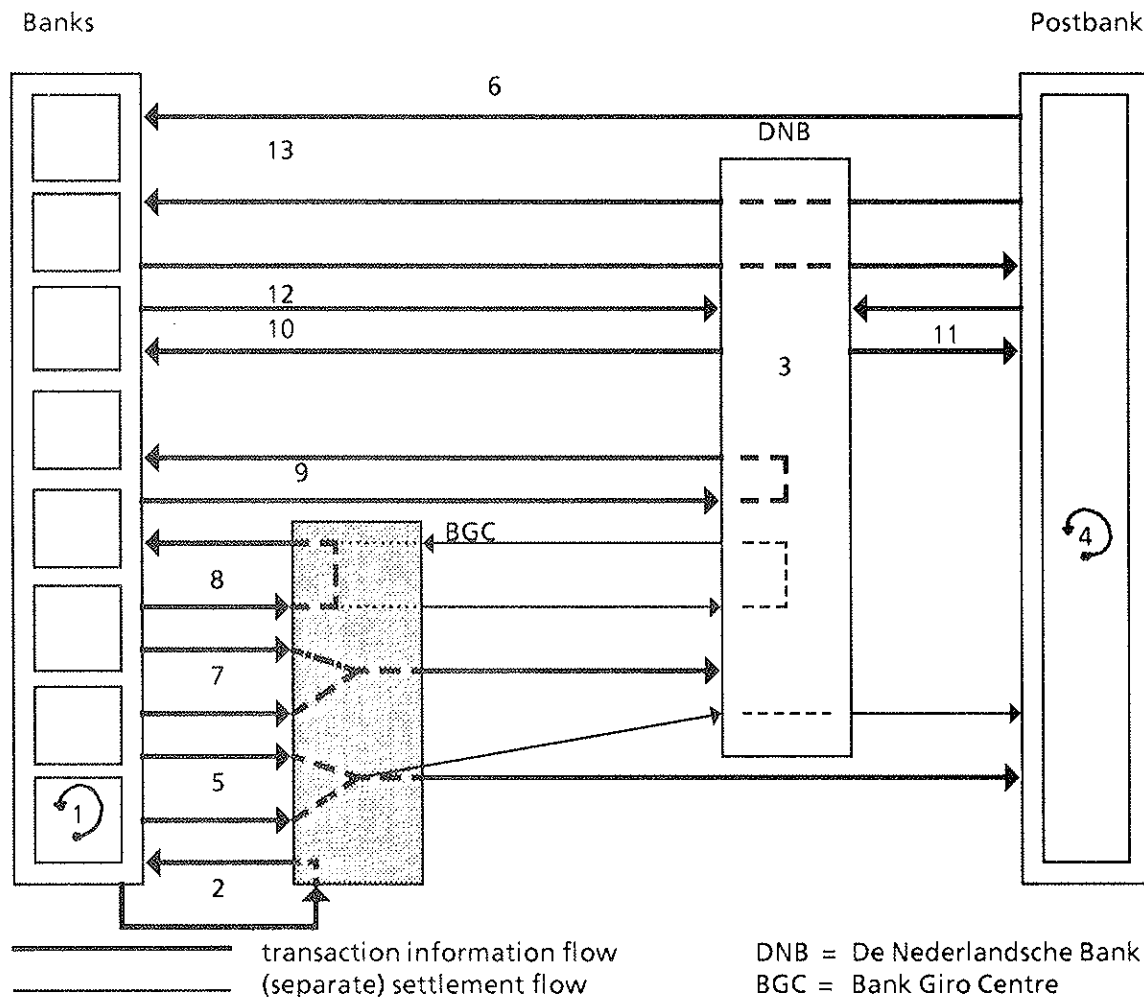 Banks
Postbank
6
DNB
13
12
10
11
3
9
BGC
4
8
7
5
1
2
transaction information flow
(separate) settlement flow
DNB = De Nederlandsche Bank
BGC = Bank Giro Centre